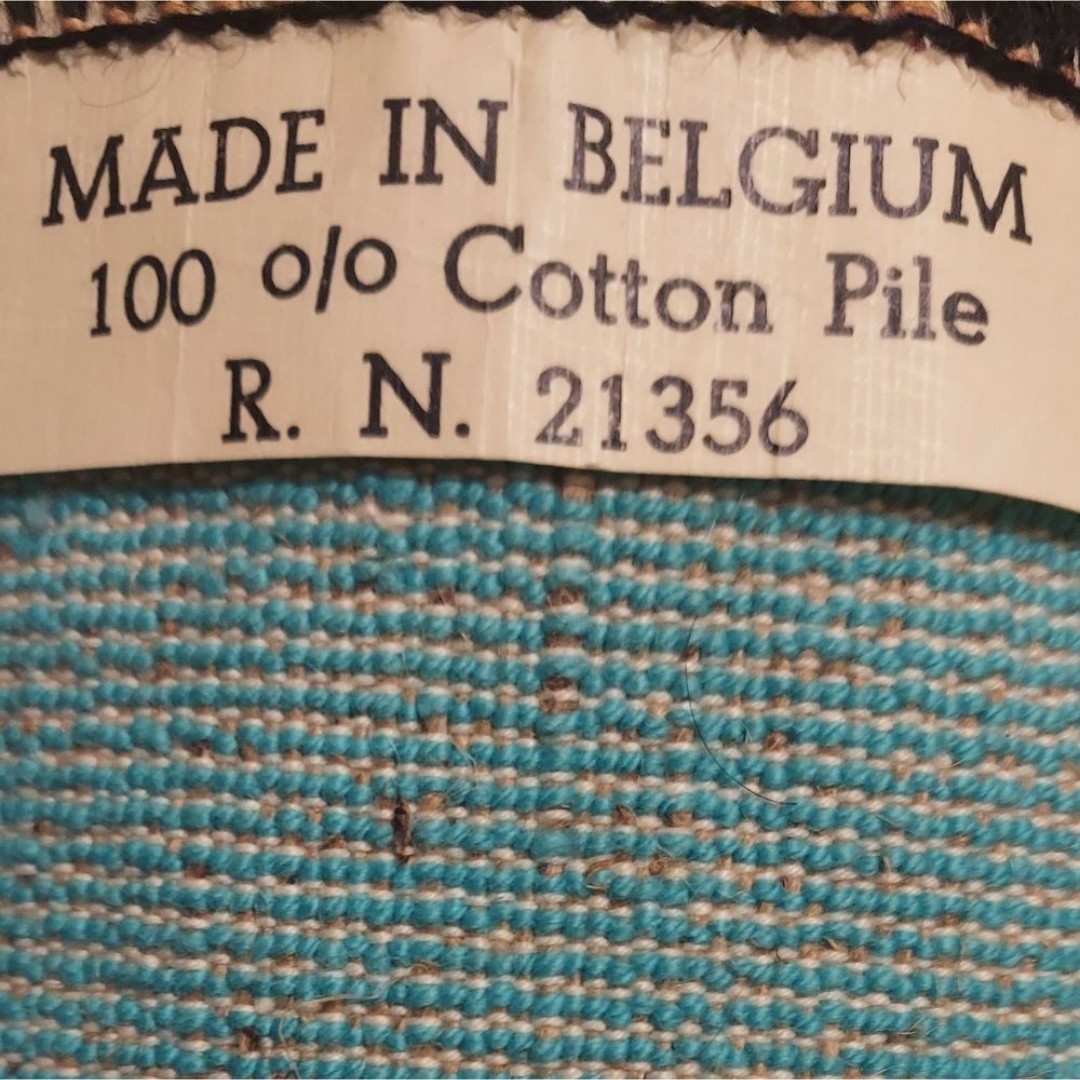 MADE IN BELGIUM
100 o/o Cotton Pile
R. N. 21356